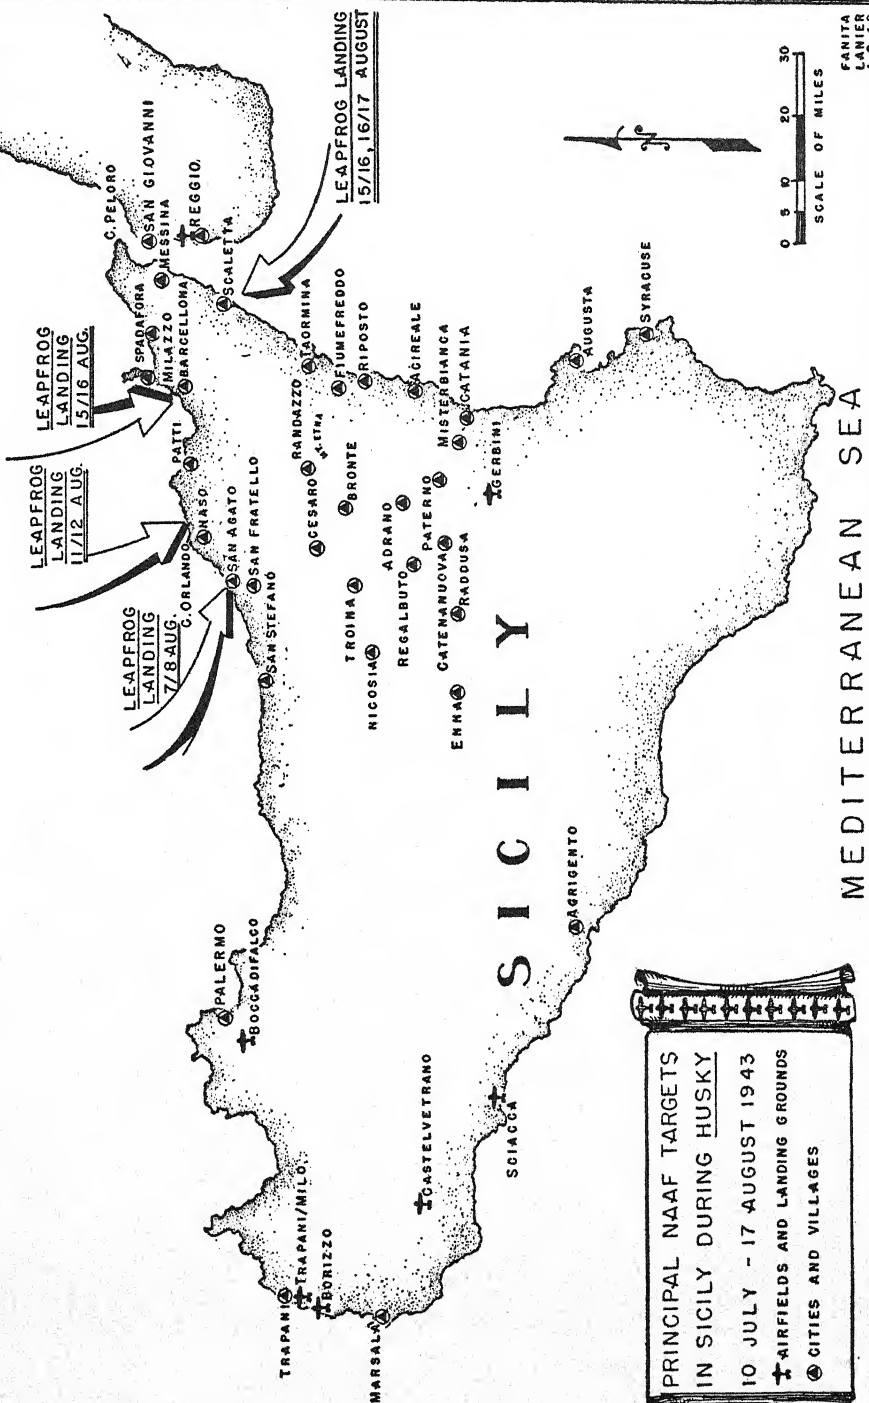 LEAPFROG
LANDING
7/8 AUG.
LEAPFROG
LANDING
11/12 AUG.
LEAPFROG
LANDING
15/16 AUG.
LEAPFROG LANDING
15/16, 16/17 AUGUST
C. PELORO
SAN GIOVANNI
MESSINA
REGGIO
SCALETTA
SPADAFORA
MILAZZO
BARCELLONA
PATTI
NASO
C. ORLANDO
SAN AGATO
SAN FRATELLO
SAN STEFANO
TAORMINA
FIUMEFREDDO
RIPOSTO
RANDAZZO
MT. ETNA
CESARO
BRONTE
ACIREALE
MISTERBIANCA
CATANIA
GERBINI
ADRANO
PATERNO
TROINA
REGALBUTO
CATENANUOVA
RADDUSA
NICOSIA
ENNA
AUGUSTA
SYRACUSE
PALERMO
BOCCADIFALCO
TRAPANI
TRAPANI/MILO
BORIZZO
MARSALA
CASTELVETRANO
SCIACCA
AGRIGENTO
SICILY
MEDITERRANEAN SEA
N
0 5 10 20 30
SCALE OF MILES
FANITA
LANIER
PRINCIPAL NAAF TARGETS
IN SICILY DURING HUSKY
10 JULY - 17 AUGUST 1943
AIRFIELDS AND LANDING GROUNDS
CITIES AND VILLAGES